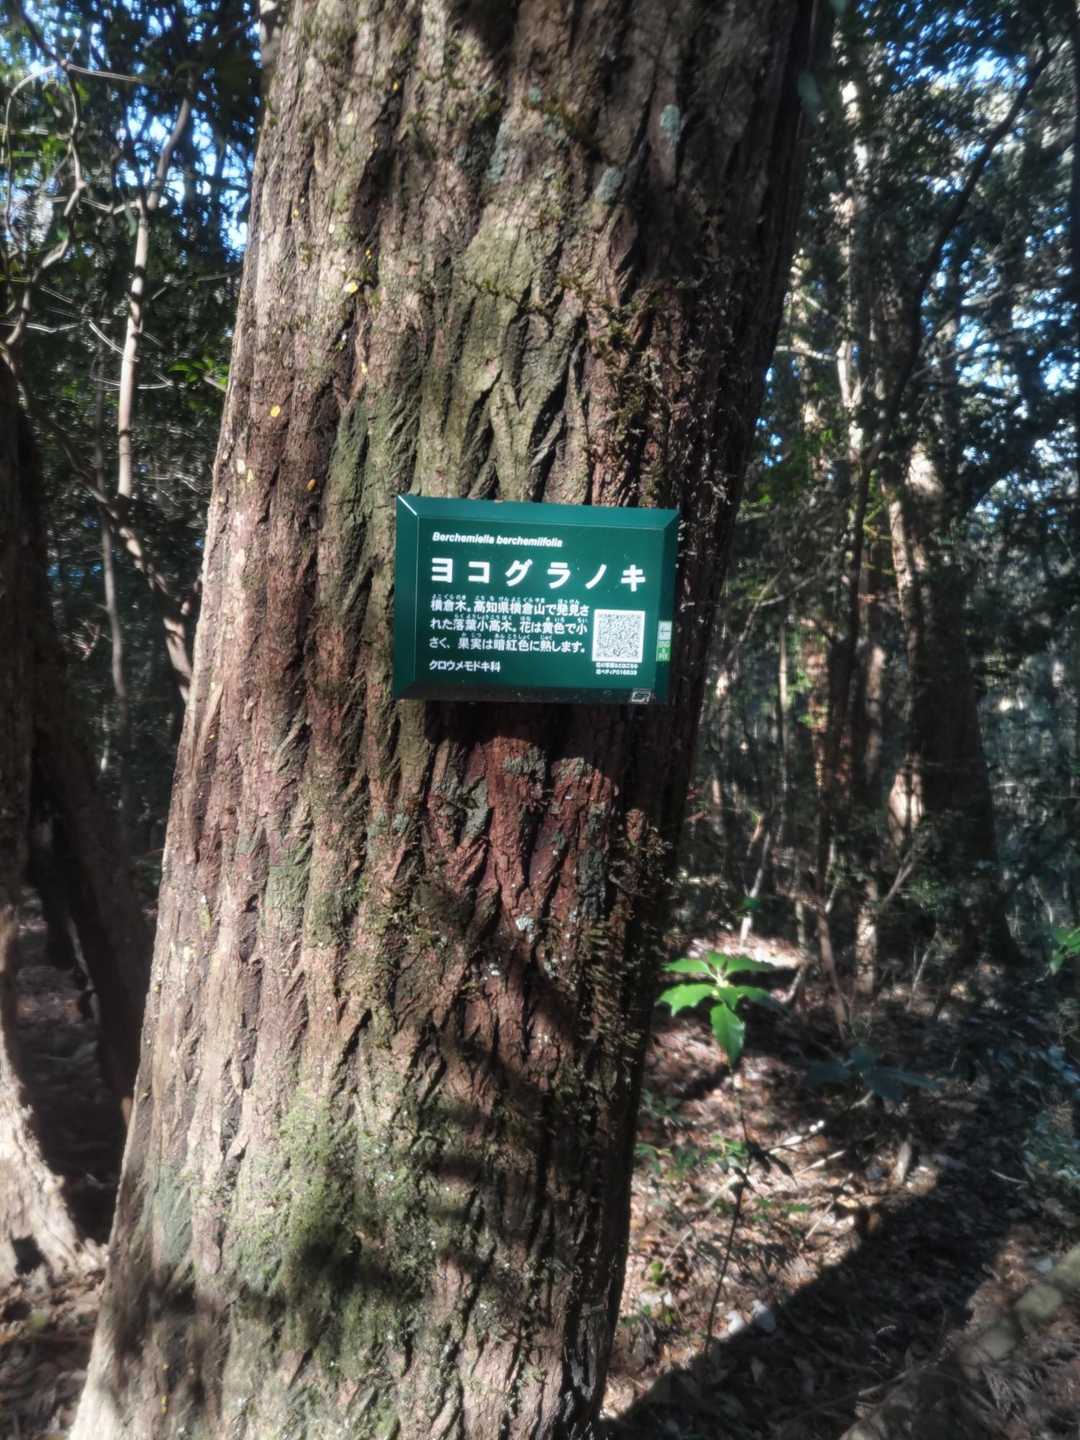 Berchemiella berchemiifolia
ヨコグラノキ
横倉木。高知県横倉山で発見さ
れた落葉小高木。花は黄色で小
さく、果実は暗紅色に熟します。
クロウメモドキ科